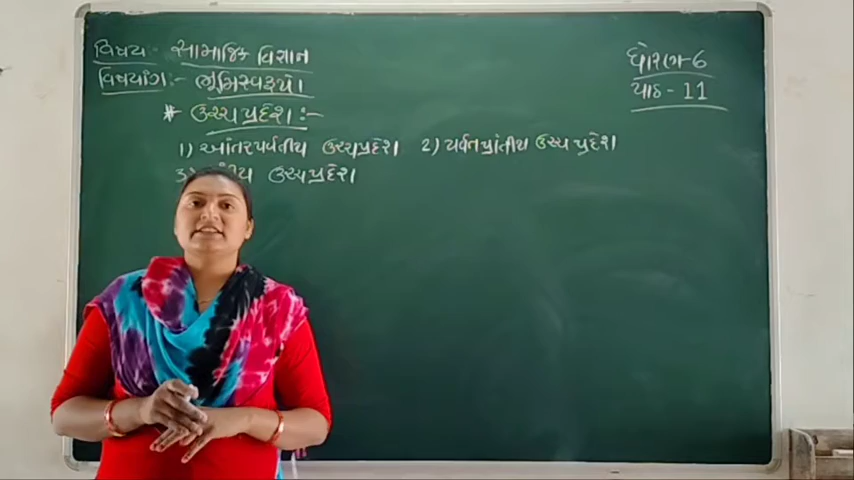 વિષય:- સામાજિક વિજ્ઞાન
ધોરણ-6
વિષયાંગ:- ભૂમિસ્વરૂપો
પાઠ - 11
* ઉચ્ચપ્રદેશ :-
1) આંતરપર્વતીય ઉચ્ચપ્રદેશ 2) પર્વતપ્રાંતીય ઉચ્ચ પ્રદેશ
ઉચ્ચપ્રદેશ